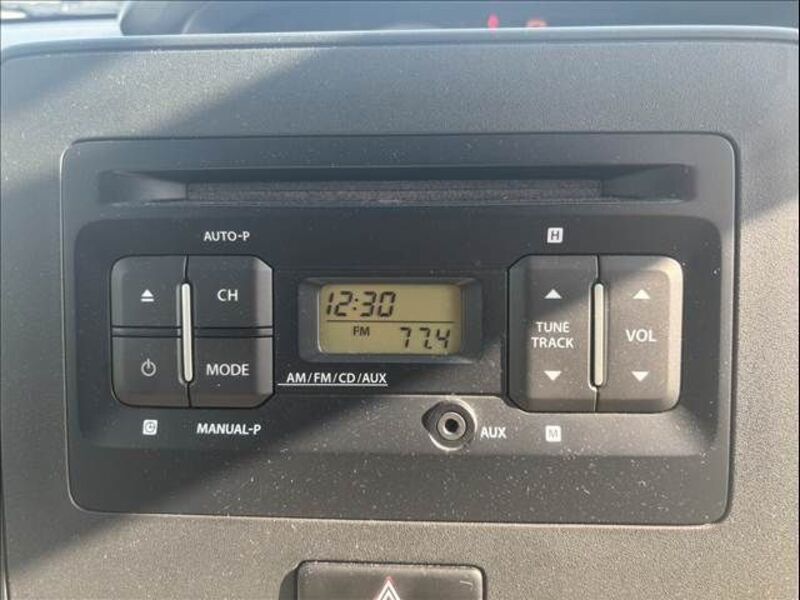 AUTO-P
H
CH
12:30
FM 77.4
TUNE
TRACK
VOL
MODE
AM/FM/CD/AUX
MANUAL-P
AUX
M